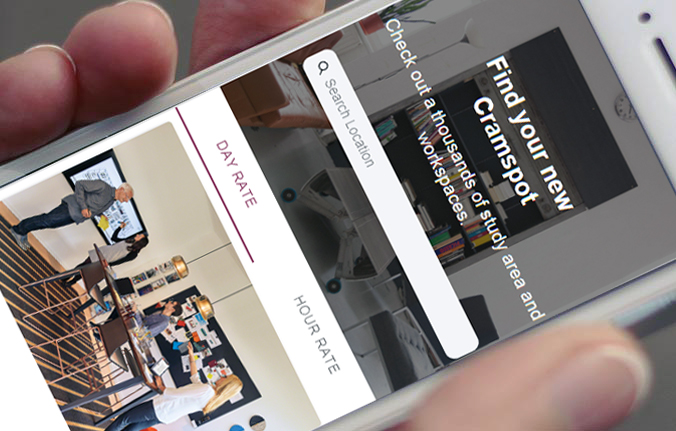 Find your new
Cramspot
Check out a thousands of study area and
workspaces.
Search Location
DAY RATE
HOUR RATE